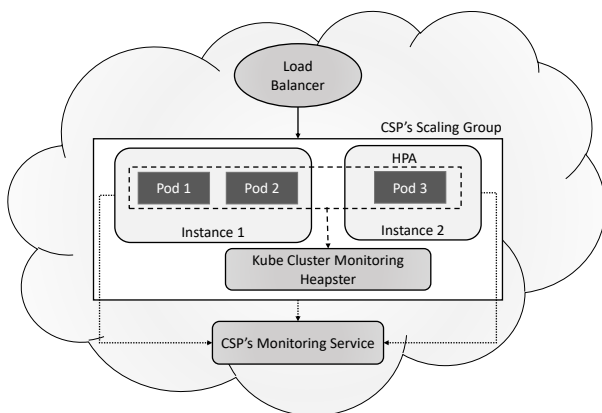 Load
Balancer
CSP's Scaling Group
HPA
Pod 1
Pod 2
Pod 3
Instance 1
Instance 2
Kube Cluster Monitoring
Heapster
CSP's Monitoring Service